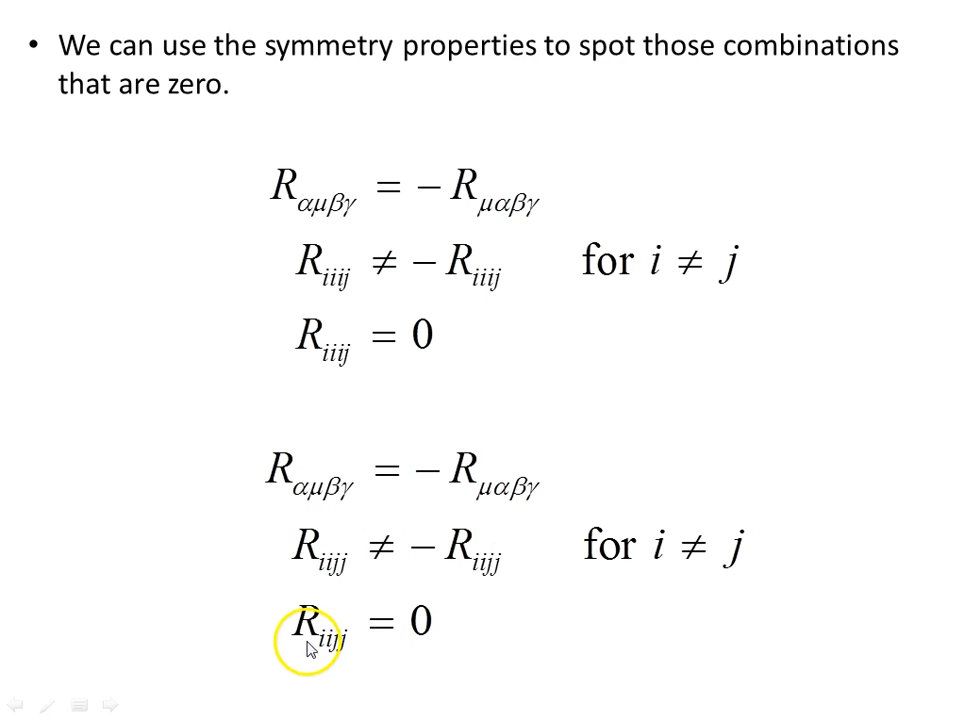 • We can use the symmetry properties to spot those combinations
that are zero.
R_{αμβγ} = − R_{μαβγ}
R_{iiij} ≠ − R_{iiij} for i ≠ j
R_{iiij} = 0
R_{αμβγ} = − R_{μαβγ}
R_{iijj} ≠ − R_{iijj} for i ≠ j
R_{iijj} = 0